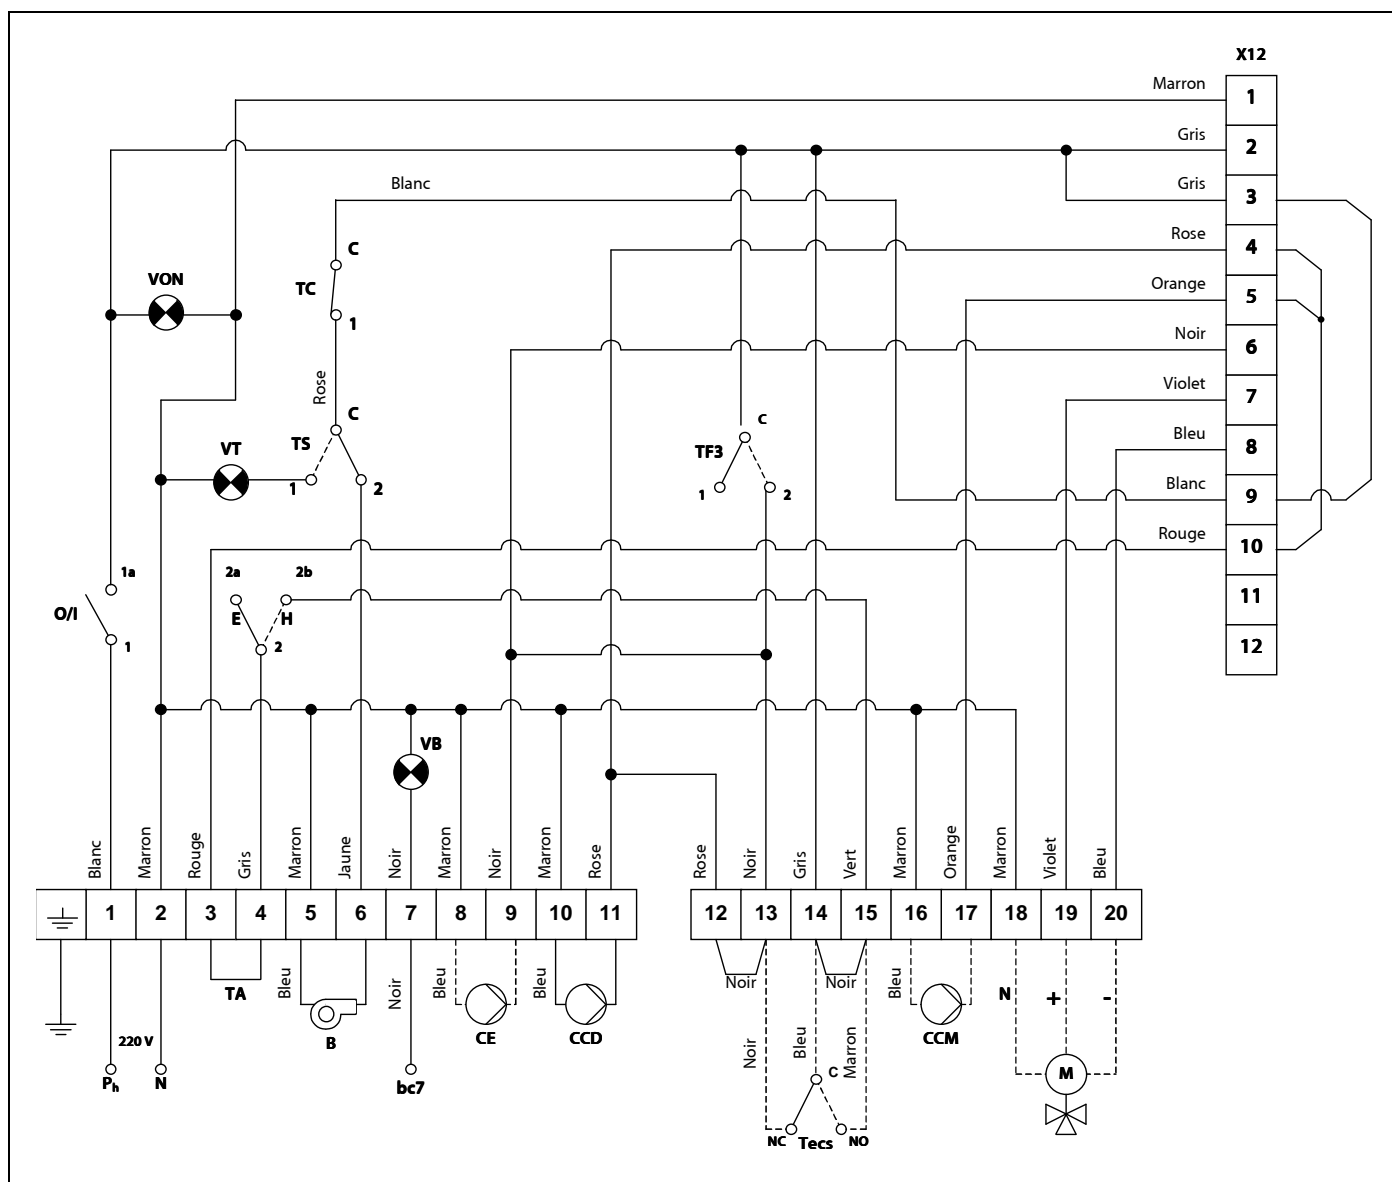 X12
Marron
1
Gris
2
Blanc
Gris
3
Rose
4
C
VON
TC
Orange
5
1
Noir
6
Rose
Violet
7
C
C
Bleu
8
TS
VT
TF3
1
2
1
2
Blanc
9
Rouge
10
1a
2a
2b
11
O/I
E
H
1
2
12
VB
Blanc
Marron
Rouge
Gris
Marron
Jaune
Noir
Marron
Noir
Marron
Rose
Rose
Noir
Gris
Vert
Marron
Orange
Marron
Violet
Bleu
1 2 3 4 5 6 7 8 9 10 11
12 13 14 15 16 17 18 19 20
TA
Bleu
Noir
Bleu
Bleu
Noir
Noir
Bleu
N
+
-
220 V
B
CE
CCD
Noir
Bleu
Marron
CCM
Ph
N
bc7
C
M
NC
Tecs
NO